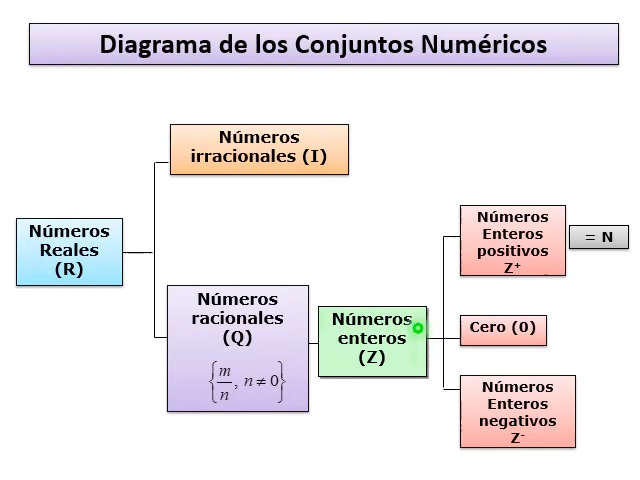 Diagrama de los Conjuntos Numéricos
Números
irracionales (I)
Números
Reales
(R)
Números
racionales
(Q)
{m/n, n ≠ 0}
Números
enteros
(Z)
Números
Enteros
positivos
Z⁺
= N
Cero (0)
Números
Enteros
negativos
Z⁻